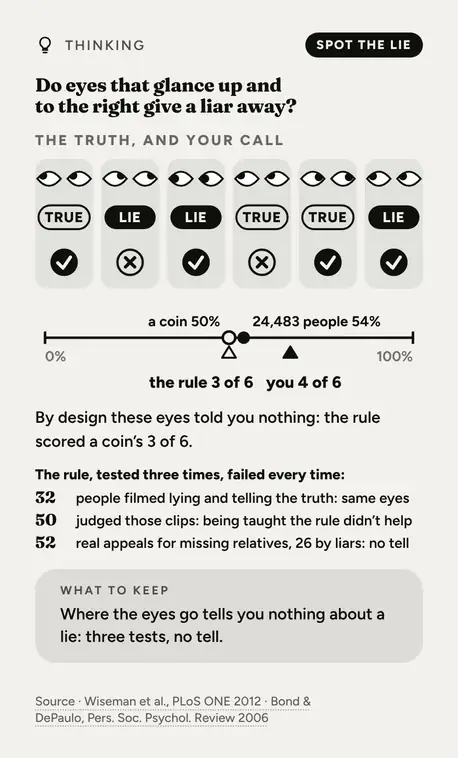 THINKING
SPOT THE LIE
Do eyes that glance up and
to the right give a liar away?
THE TRUTH, AND YOUR CALL
TRUE LIE LIE TRUE TRUE LIE
a coin 50% 24,483 people 54%
0% 100%
the rule 3 of 6 you 4 of 6
By design these eyes told you nothing: the rule
scored a coin’s 3 of 6.
The rule, tested three times, failed every time:
32 people filmed lying and telling the truth: same eyes
50 judged those clips: being taught the rule didn’t help
52 real appeals for missing relatives, 26 by liars: no tell
WHAT TO KEEP
Where the eyes go tells you nothing about a
lie: three tests, no tell.
Source · Wiseman et al., PLoS ONE 2012 · Bond &
DePaulo, Pers. Soc. Psychol. Review 2006